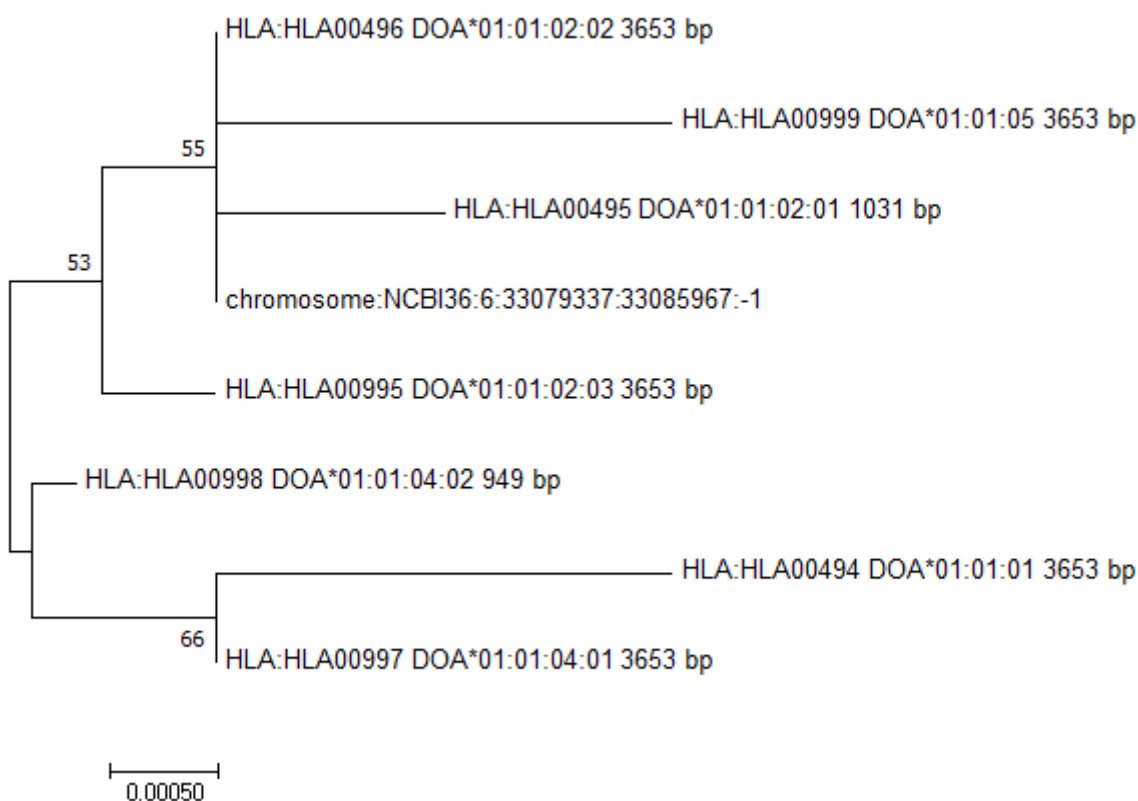 HLA:HLA00496 DOA*01:01:02:02 3653 bp
HLA:HLA00999 DOA*01:01:05 3653 bp
55
HLA:HLA00495 DOA*01:01:02:01 1031 bp
53
chromosome:NCBI36:6:33079337:33085967:-1
HLA:HLA00995 DOA*01:01:02:03 3653 bp
HLA:HLA00998 DOA*01:01:04:02 949 bp
HLA:HLA00494 DOA*01:01:01 3653 bp
66
HLA:HLA00997 DOA*01:01:04:01 3653 bp
0.00050